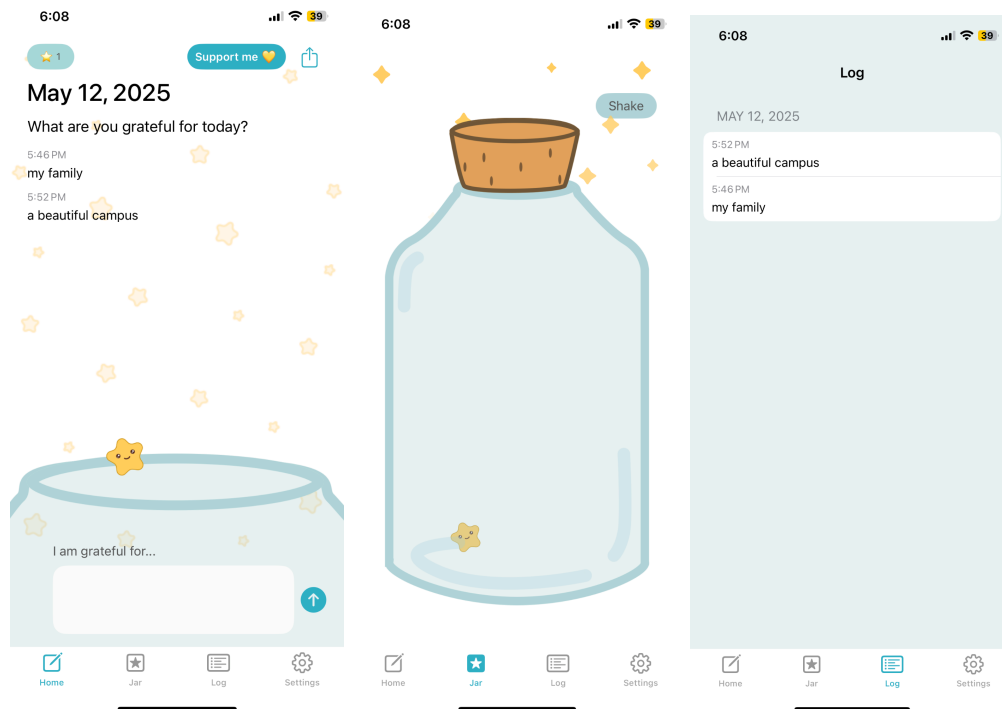 6:08
39
1
Support me
May 12, 2025
What are you grateful for today?
5:46 PM
my family
5:52 PM
a beautiful campus
I am grateful for...
Home
Jar
Log
Settings
6:08
39
Shake
Home
Jar
Log
Settings
6:08
39
Log
MAY 12, 2025
5:52 PM
a beautiful campus
5:46 PM
my family
Home
Jar
Log
Settings